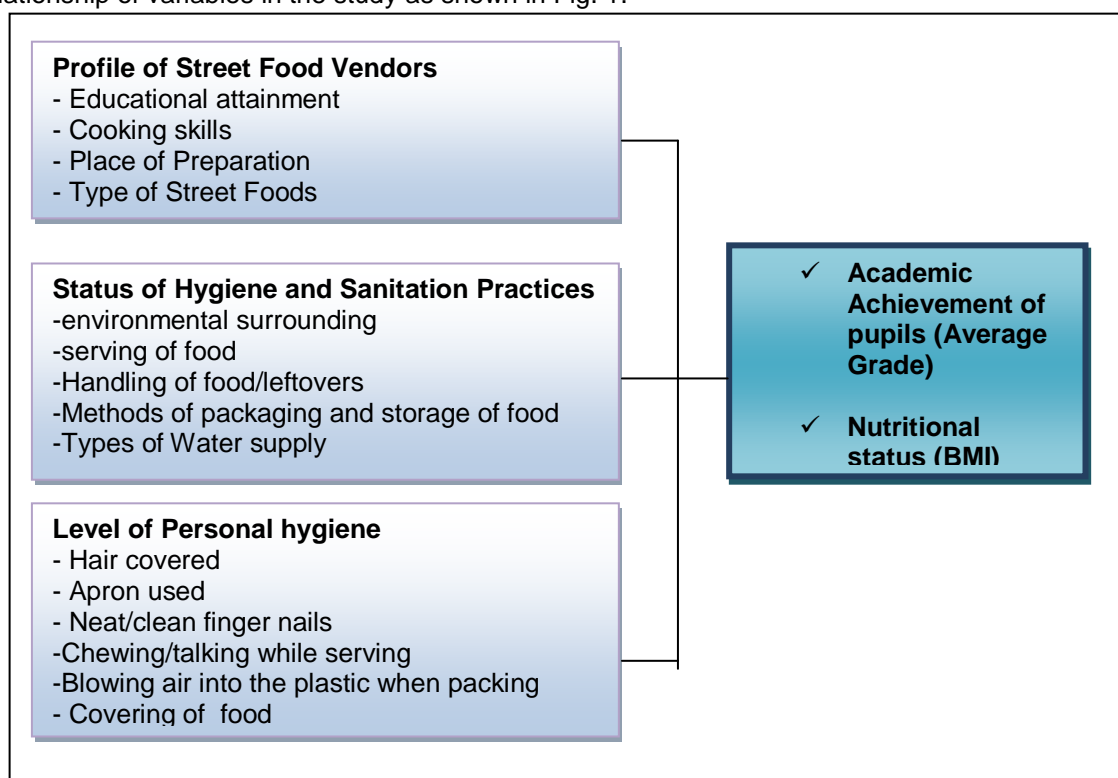 relationship of variables in the study as shown in Fig. 1.
Profile of Street Food Vendors
- Educational attainment
- Cooking skills
- Place of Preparation
- Type of Street Foods
Status of Hygiene and Sanitation Practices
-environmental surrounding
-serving of food
-Handling of food/leftovers
-Methods of packaging and storage of food
-Types of Water supply
Level of Personal hygiene
- Hair covered
- Apron used
- Neat/clean finger nails
-Chewing/talking while serving
-Blowing air into the plastic when packing
- Covering of food
✓ Academic
Achievement of
pupils (Average
Grade)
✓ Nutritional
status (BMI)